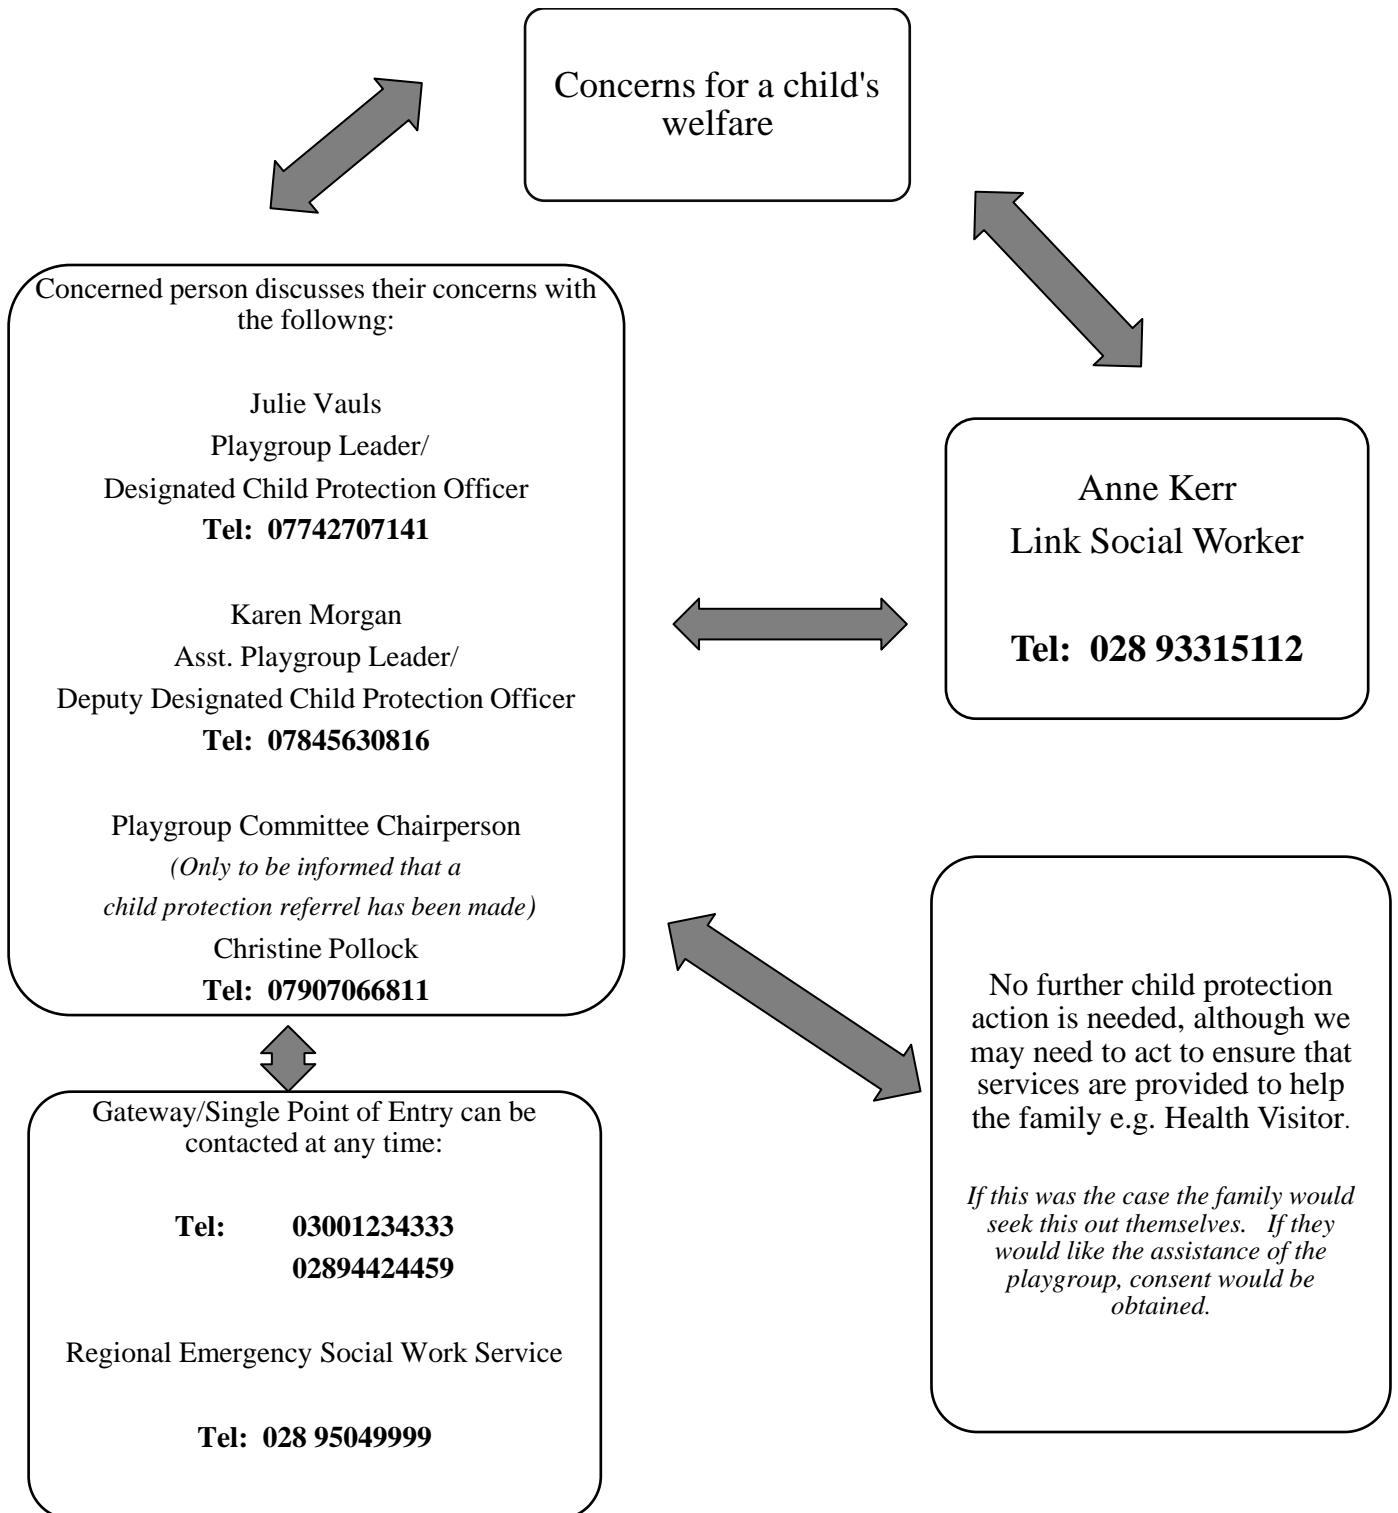 Concerns for a child's
welfare
Concerned person discusses their concerns with
the followng:
Julie Vauls
Playgroup Leader/
Designated Child Protection Officer
Tel: 07742707141
Karen Morgan
Asst. Playgroup Leader/
Deputy Designated Child Protection Officer
Tel: 07845630816
Playgroup Committee Chairperson
(Only to be informed that a
child protection referrel has been made)
Christine Pollock
Tel: 07907066811
Anne Kerr
Link Social Worker
Tel: 028 93315112
No further child protection
action is needed, although we
may need to act to ensure that
services are provided to help
the family e.g. Health Visitor.
If this was the case the family would
seek this out themselves. If they
would like the assistance of the
playgroup, consent would be
obtained.
Gateway/Single Point of Entry can be
contacted at any time:
Tel: 03001234333
02894424459
Regional Emergency Social Work Service
Tel: 028 95049999